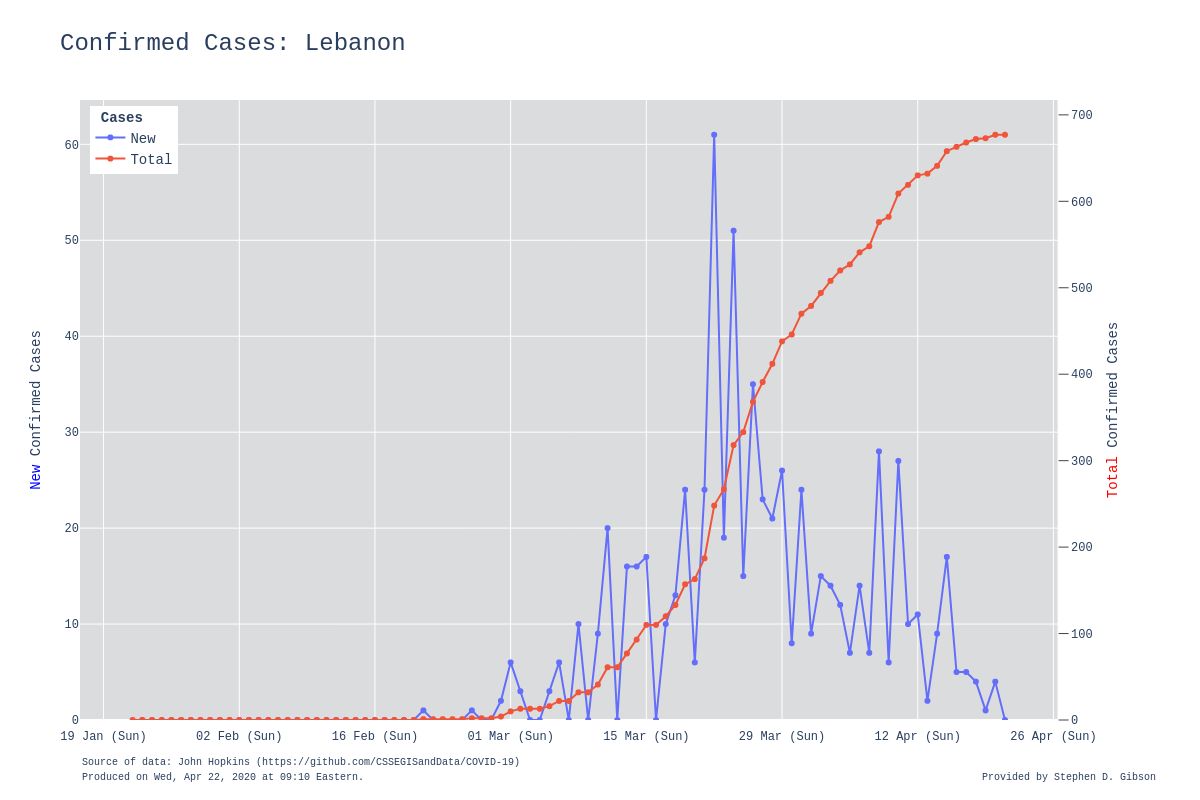 Confirmed Cases: Lebanon
Cases
New
Total
60
50
40
30
20
10
0
700
600
500
400
300
200
100
0
New Confirmed Cases
Total Confirmed Cases
19 Jan (Sun) 02 Feb (Sun) 16 Feb (Sun) 01 Mar (Sun) 15 Mar (Sun) 29 Mar (Sun) 12 Apr (Sun) 26 Apr (Sun)
Source of data: John Hopkins (https://github.com/CSSEGISandData/COVID-19)
Produced on Wed, Apr 22, 2020 at 09:10 Eastern.
Provided by Stephen D. Gibson